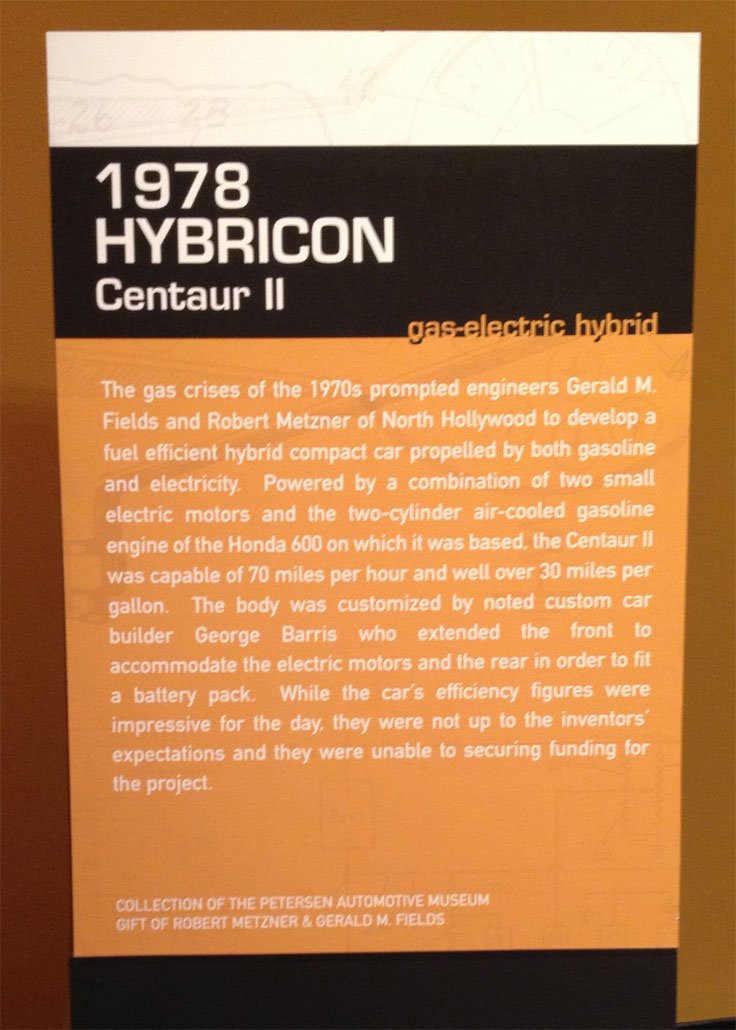 26 28 42
1978
HYBRICON
Centaur II
gas-electric hybrid
4
The gas crises of the 1970s prompted engineers Gerald M.
Fields and Robert Metzner of North Hollywood to develop a
fuel efficient hybrid compact car propelled by both gasoline
and electricity. Powered by a combination of two small
electric motors and the two-cylinder air-cooled gasoline
engine of the Honda 600 on which it was based, the Centaur II
was capable of 70 miles per hour and well over 30 miles per
gallon. The body was customized by noted custom car
builder George Barris who extended the front to
accommodate the electric motors and the rear in order to fit
a battery pack. While the car's efficiency figures were
impressive for the day, they were not up to the inventors'
expectations and they were unable to securing funding for
the project.
COLLECTION OF THE PETERSEN AUTOMOTIVE MUSEUM
GIFT OF ROBERT METZNER & GERALD M. FIELDS